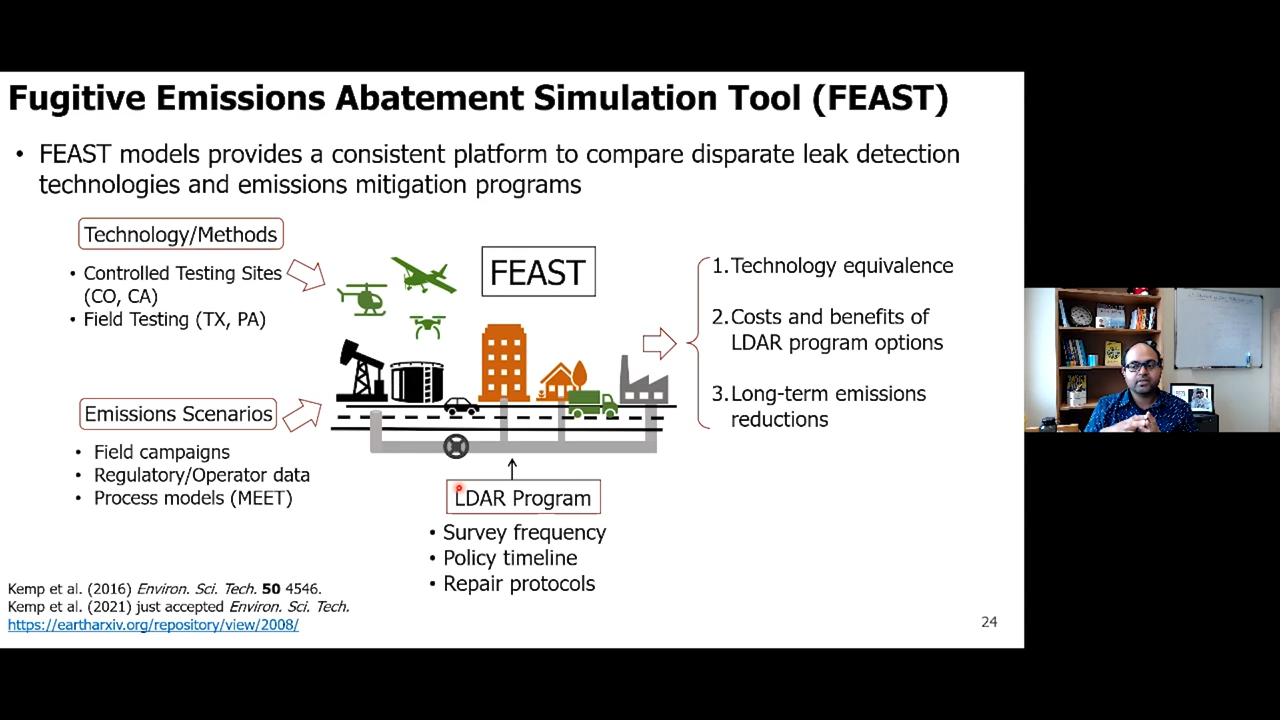 Fugitive Emissions Abatement Simulation Tool (FEAST)
• FEAST models provides a consistent platform to compare disparate leak detection
technologies and emissions mitigation programs
Technology/Methods
• Controlled Testing Sites
(CO, CA)
• Field Testing (TX, PA)
Emissions Scenarios
• Field campaigns
• Regulatory/Operator data
• Process models (MEET)
FEAST
LDAR Program
• Survey frequency
• Policy timeline
• Repair protocols
1. Technology equivalence
2. Costs and benefits of
LDAR program options
3. Long-term emissions
reductions
Kemp et al. (2016) Environ. Sci. Tech. 50 4546.
Kemp et al. (2021) just accepted Environ. Sci. Tech.
https://eartharxiv.org/repository/view/2008/
24